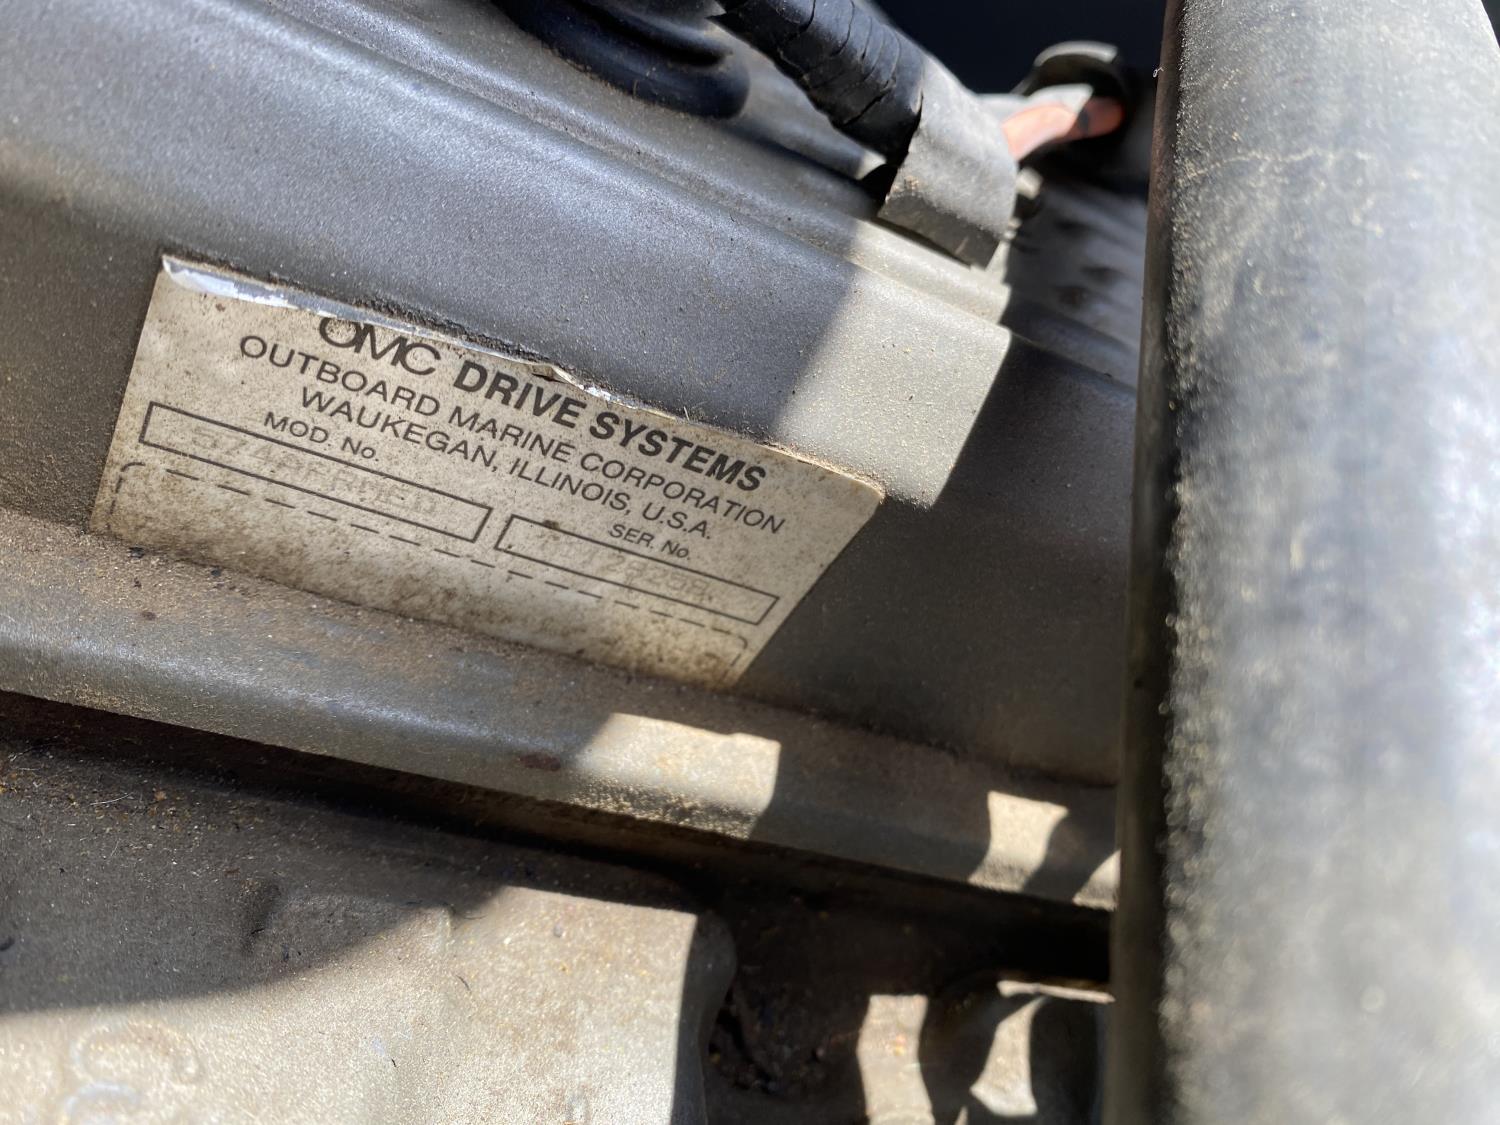 OMC DRIVE SYSTEMS
OUTBOARD MARINE CORPORATION
WAUKEGAN, ILLINOIS, U.S.A.
MOD. No.
SER. No.